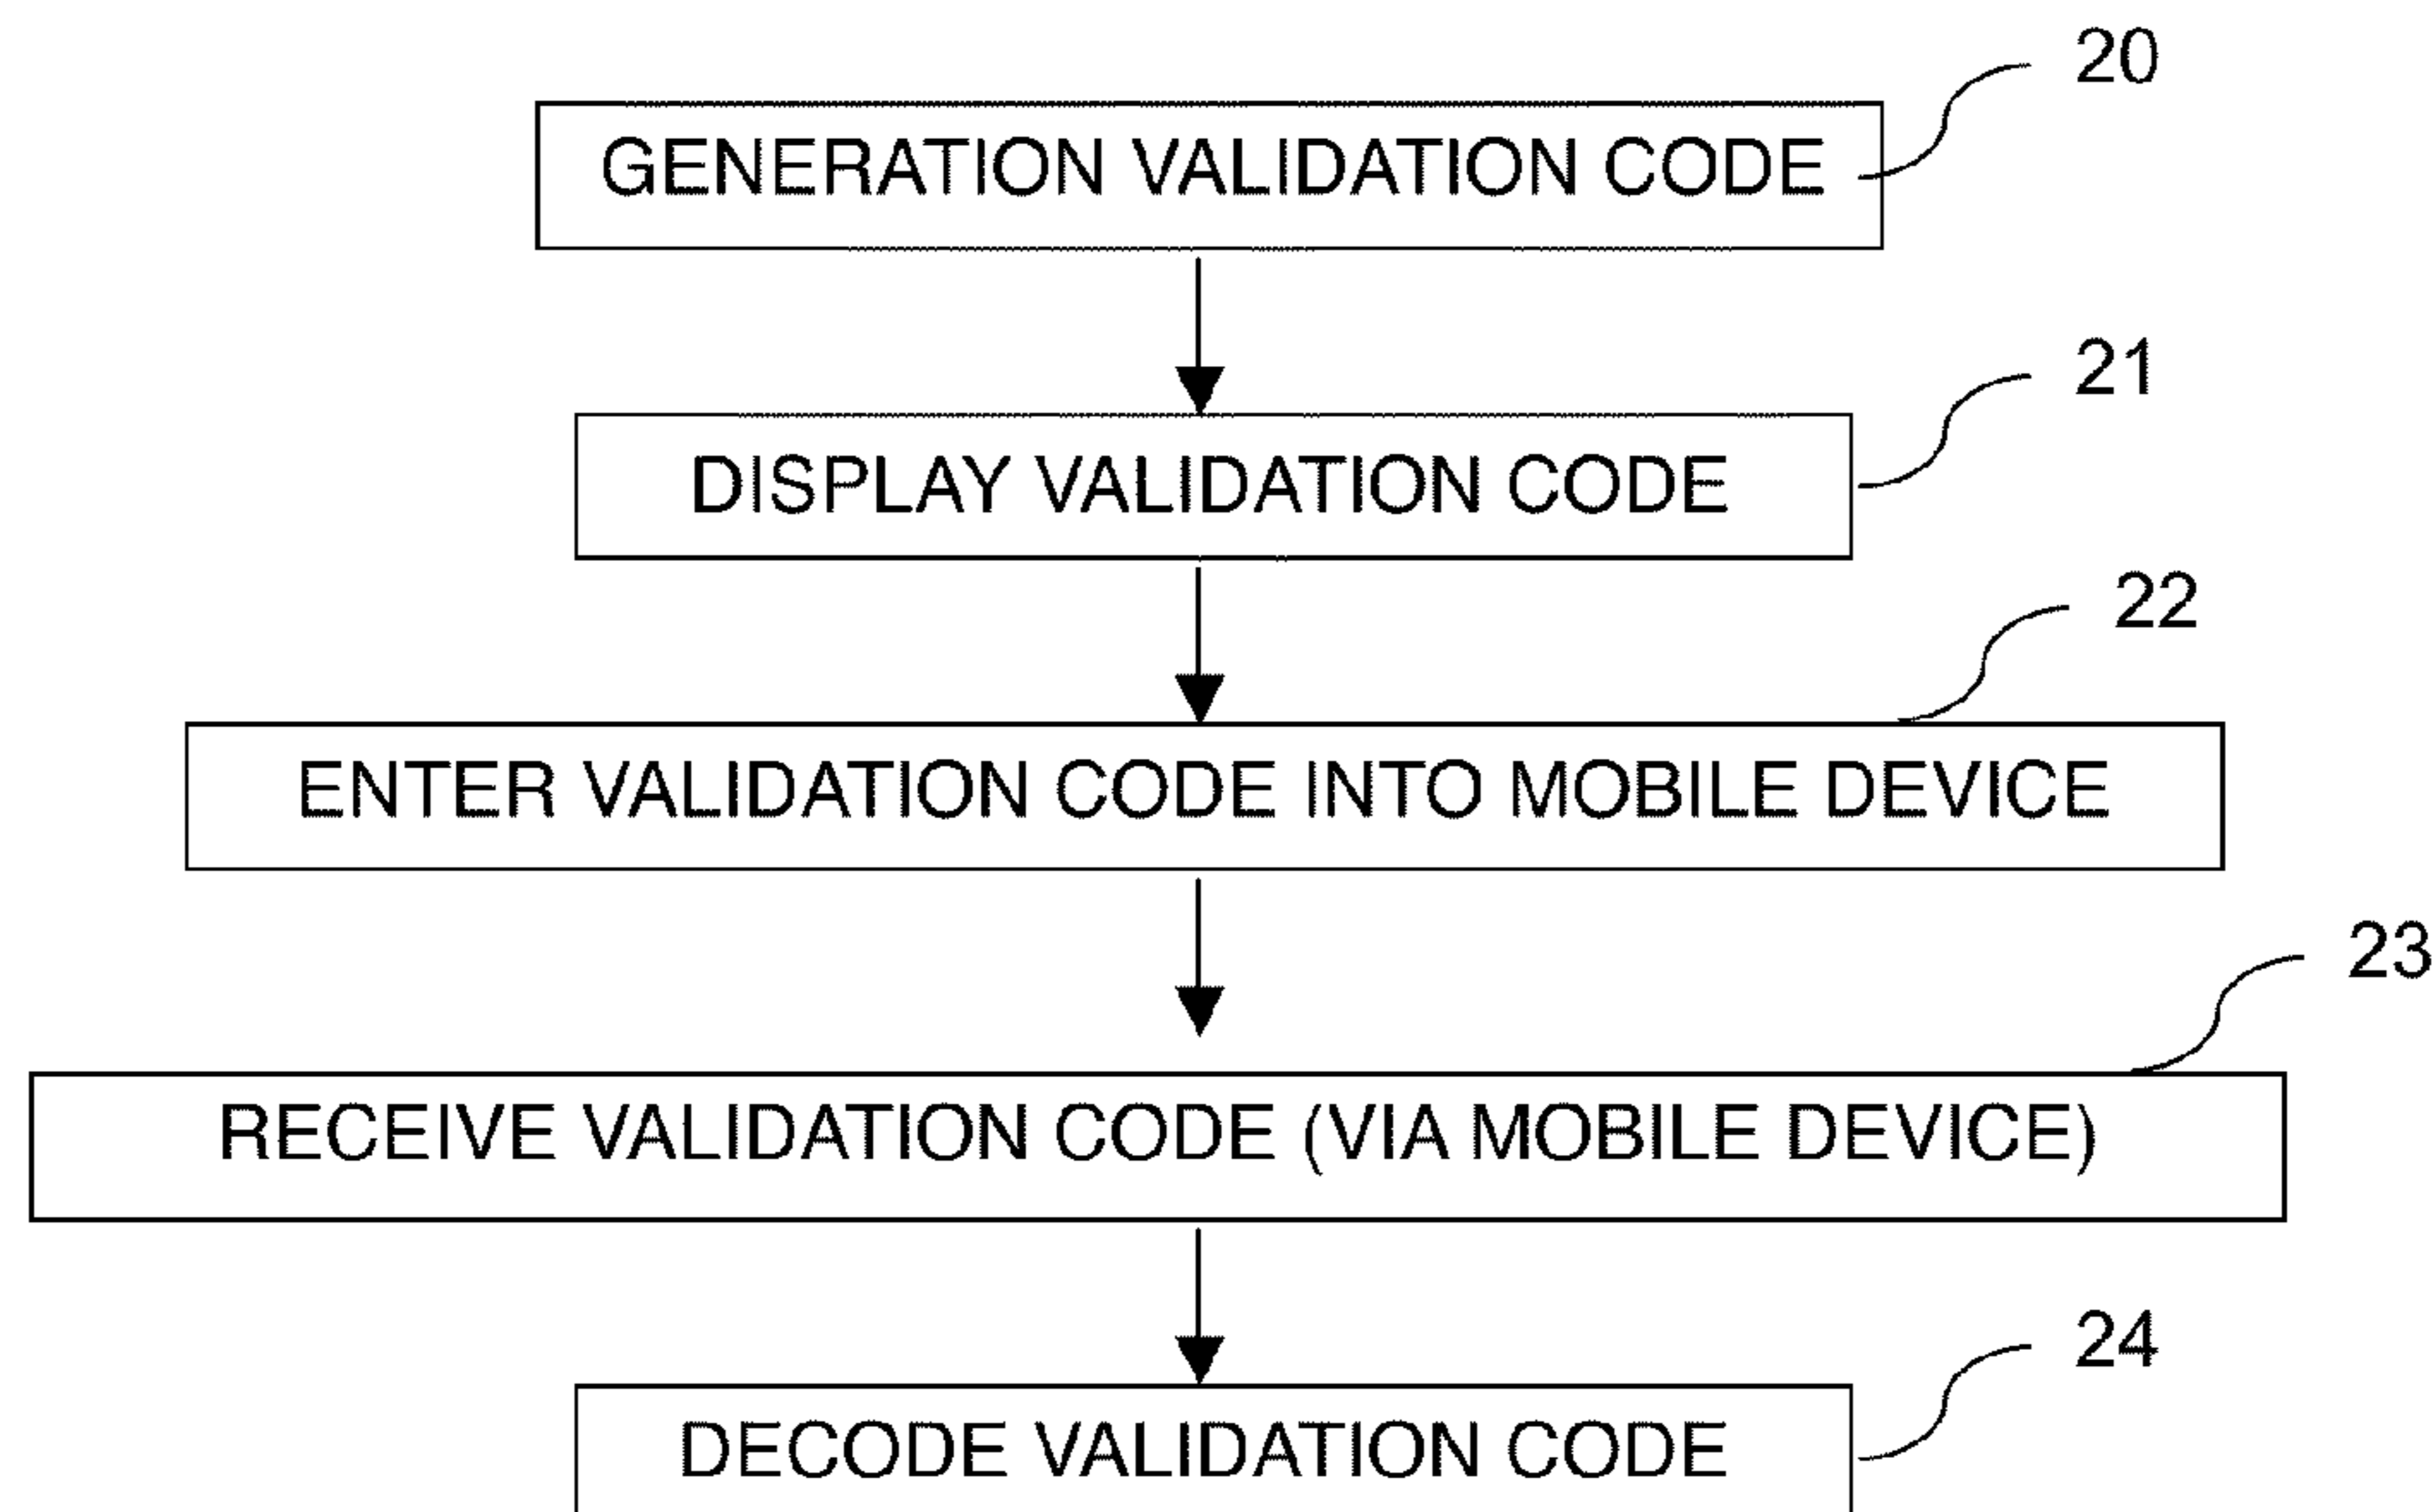 20
GENERATION VALIDATION CODE
21
DISPLAY VALIDATION CODE
22
ENTER VALIDATION CODE INTO MOBILE DEVICE
23
RECEIVE VALIDATION CODE (VIA MOBILE DEVICE)
24
DECODE VALIDATION CODE